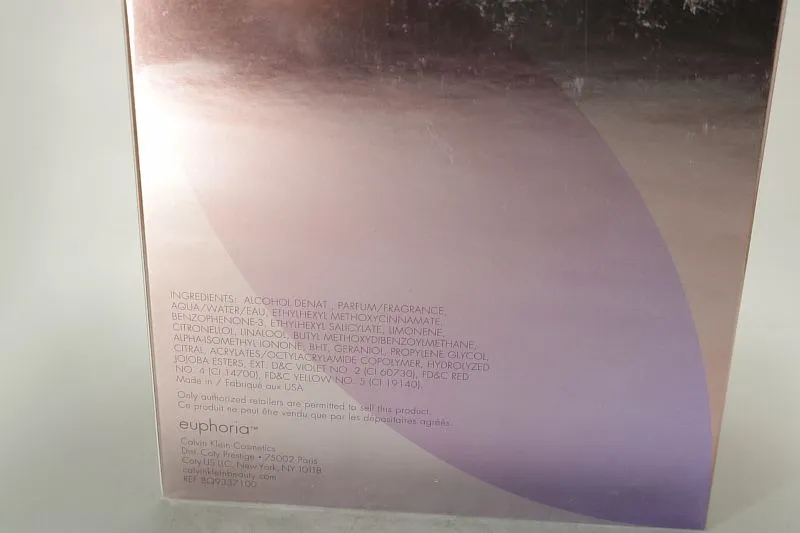 INGREDIENTS: ALCOHOL DENAT., PARFUM/FRAGRANCE,
AQUA/WATER/EAU, ETHYLHEXYL METHOXYCINNAMATE,
BENZOPHENONE-3, ETHYLHEXYL SALICYLATE, LIMONENE,
CITRONELLOL, LINALOOL, BUTYL METHOXYDIBENZOYLMETHANE,
ALPHA-ISOMETHYL IONONE, BHT, GERANIOL, PROPYLENE GLYCOL,
CITRAL, ACRYLATES/OCTYLACRYLAMIDE COPOLYMER, HYDROLYZED
JOJOBA ESTERS, EXT. D&C VIOLET NO. 2 (CI 60730), FD&C RED
NO. 4 (CI 14700), FD&C YELLOW NO. 5 (CI 19140).
Made in / Fabriqué aux USA
Only authorized retailers are permitted to sell this product.
Ce produit ne peut être vendu que par les dépositaires agréés.
euphoria™
Calvin Klein Cosmetics
Dist. Coty Prestige • 75002 Paris
Coty US LLC, New York, NY 10118
calvinkleinbeauty.com
REF 8Q9337100